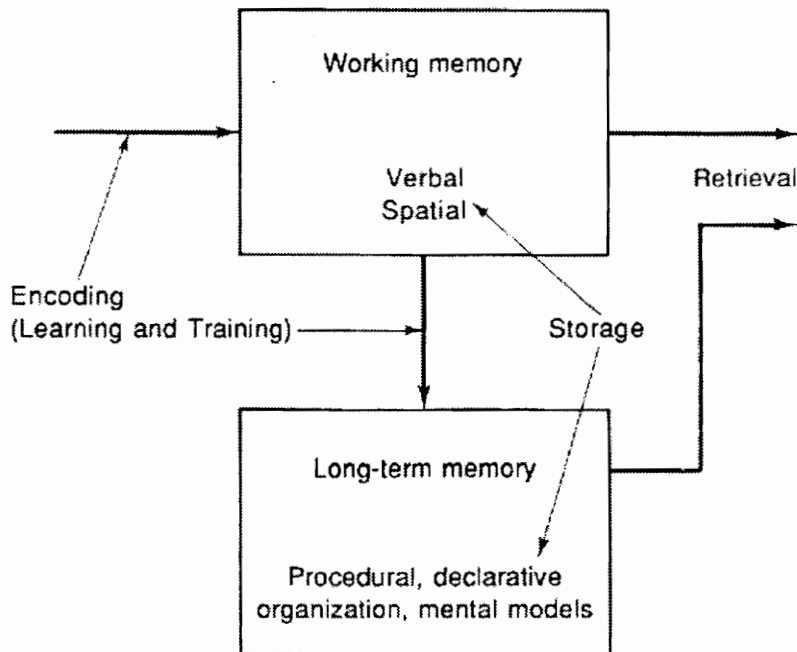 Working memory
Verbal
Spatial
Retrieval
Encoding
(Learning and Training)
Storage
Long-term memory
Procedural, declarative
organization, mental models